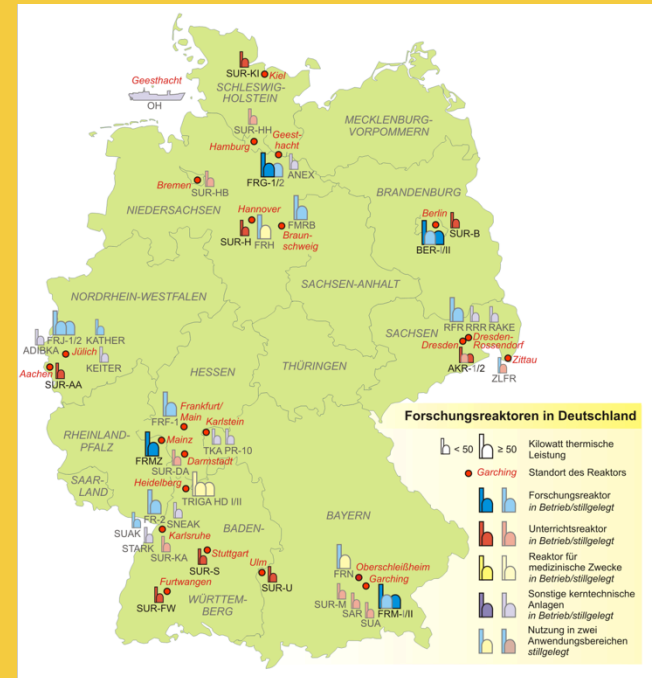 Geesthacht
OH
SUR-KI
Kiel
SCHLESWIG-
HOLSTEIN
MECKLENBURG-
VORPOMMERN
SUR-HH
Hamburg
Geest-
hacht
FRG-1/2
ANEX
Bremen
SUR-HB
NIEDERSACHSEN
Hannover
SUR-H
FRH
FMRB
Braun-
schweig
BRANDENBURG
Berlin
SUR-B
BER-I/II
SACHSEN-ANHALT
NORDRHEIN-WESTFALEN
FRJ-1/2
KATHER
ADIBKA
Jülich
KEITER
Aachen
SUR-AA
HESSEN
THÜRINGEN
SACHSEN
RFR
RRR
RAKE
Dresden
Dresden-
Rossendorf
AKR-1/2
Zittau
ZLFR
RHEINLAND-
PFALZ
FRF-1
Frankfurt/
Main
Karlstein
Mainz
FRMZ
TKA
PR-10
SUR-DA
Darmstadt
SAAR-
LAND
Heidelberg
TRIGA HD I/II
FR-2
SUAK
SNEAK
STARK
Karlsruhe
SUR-KA
BADEN-
WÜRTTEM-
BERG
Stuttgart
SUR-S
Ulm
SUR-U
Furtwangen
SUR-FW
BAYERN
FRN
Oberschleißheim
Garching
SUR-M
SAR
SUA
FRM-I/II
Forschungsreaktoren in Deutschland
< 50
≥ 50
Kilowatt thermische
Leistung
Garching
Standort des Reaktors
Forschungsreaktor
in Betrieb/stillgelegt
Unterrichtsreaktor
in Betrieb/stillgelegt
Reaktor für
medizinische Zwecke
in Betrieb/stillgelegt
Sonstige kerntechnische
Anlagen
in Betrieb/stillgelegt
Nutzung in zwei
Anwendungsbereichen
stillgelegt